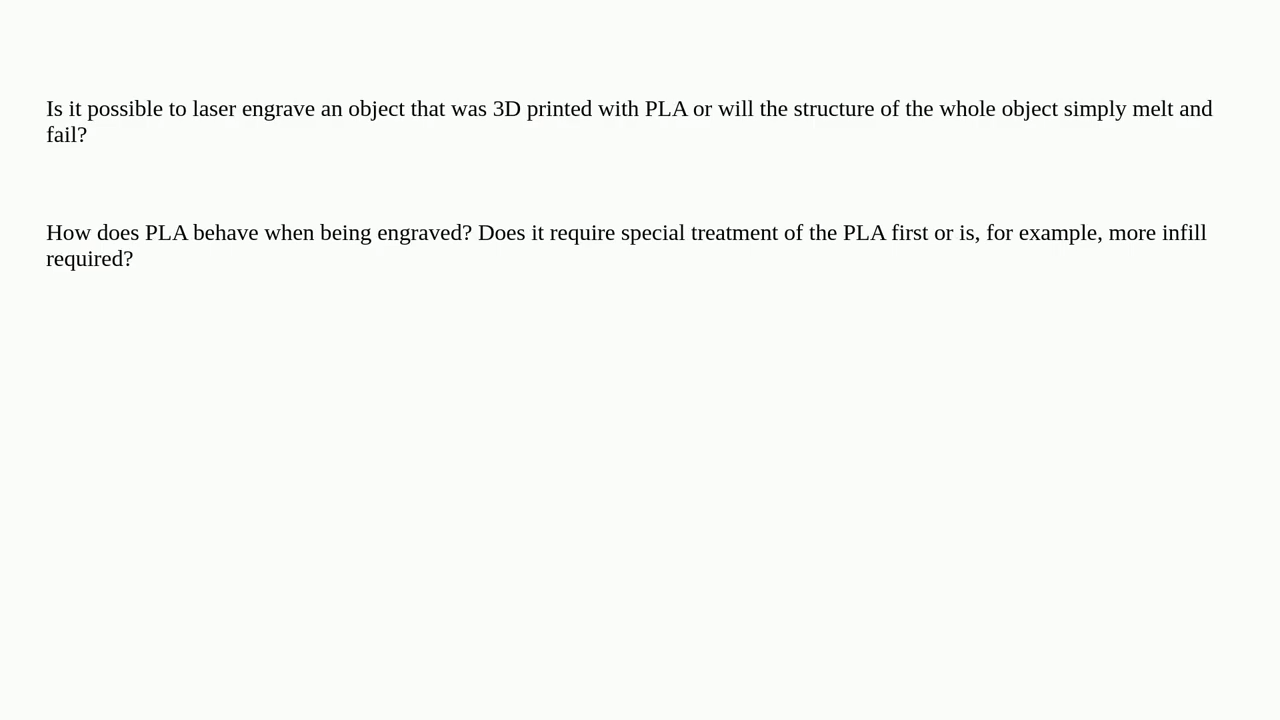 Is it possible to laser engrave an object that was 3D printed with PLA or will the structure of the whole object simply melt and
fail?
How does PLA behave when being engraved? Does it require special treatment of the PLA first or is, for example, more infill
required?